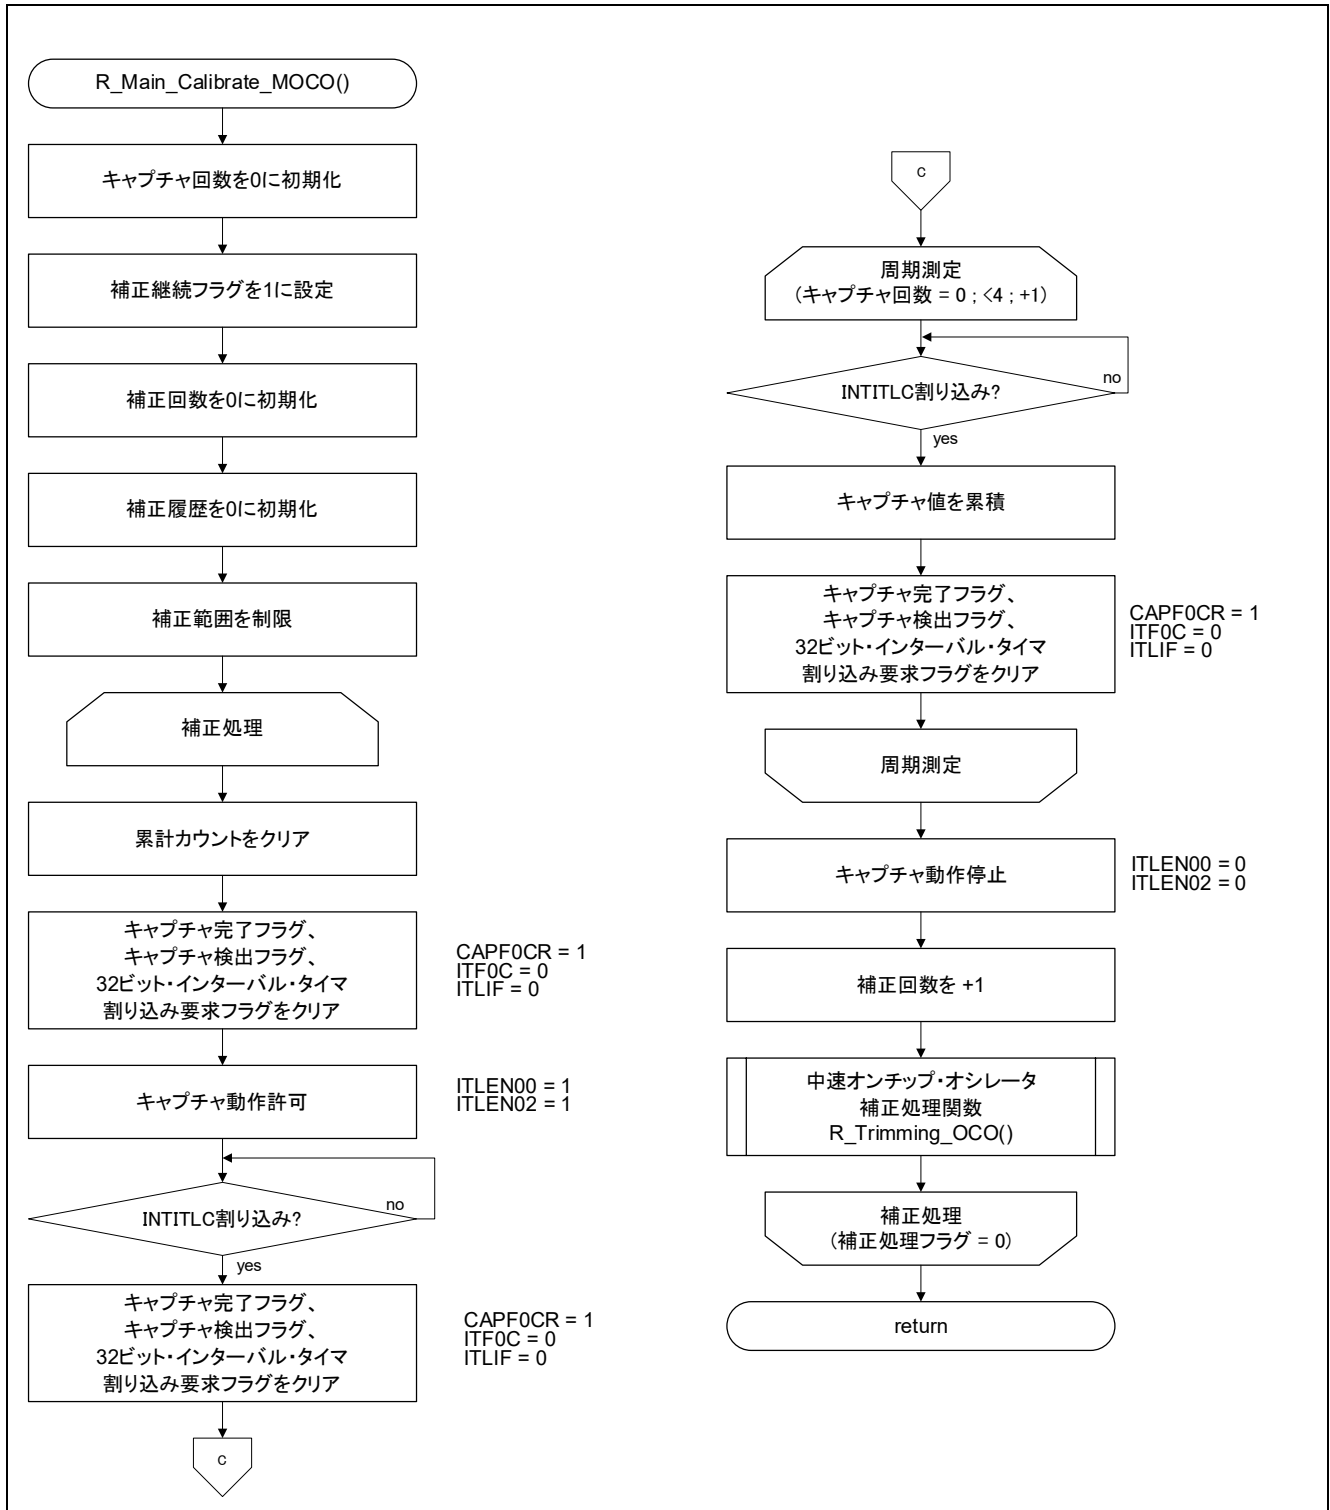 R_Main_Calibrate_MOCO()
キャプチャ回数を0に初期化
補正継続フラグを1に設定
補正回数を0に初期化
補正履歴を0に初期化
補正範囲を制限
補正処理
累計カウントをクリア
キャプチャ完了フラグ、
キャプチャ検出フラグ、
32ビット・インターバル・タイマ
割り込み要求フラグをクリア
CAPF0CR = 1
ITF0C = 0
ITLIF = 0
キャプチャ動作許可
ITLEN00 = 1
ITLEN02 = 1
INTITLC割り込み?
no
yes
キャプチャ完了フラグ、
キャプチャ検出フラグ、
32ビット・インターバル・タイマ
割り込み要求フラグをクリア
CAPF0CR = 1
ITF0C = 0
ITLIF = 0
C
C
周期測定
(キャプチャ回数 = 0 ; <4 ; +1)
INTITLC割り込み?
no
yes
キャプチャ値を累積
キャプチャ完了フラグ、
キャプチャ検出フラグ、
32ビット・インターバル・タイマ
割り込み要求フラグをクリア
CAPF0CR = 1
ITF0C = 0
ITLIF = 0
周期測定
キャプチャ動作停止
ITLEN00 = 0
ITLEN02 = 0
補正回数を +1
中速オンチップ・オシレータ
補正処理関数
R_Trimming_OCO()
補正処理
(補正処理フラグ = 0)
return